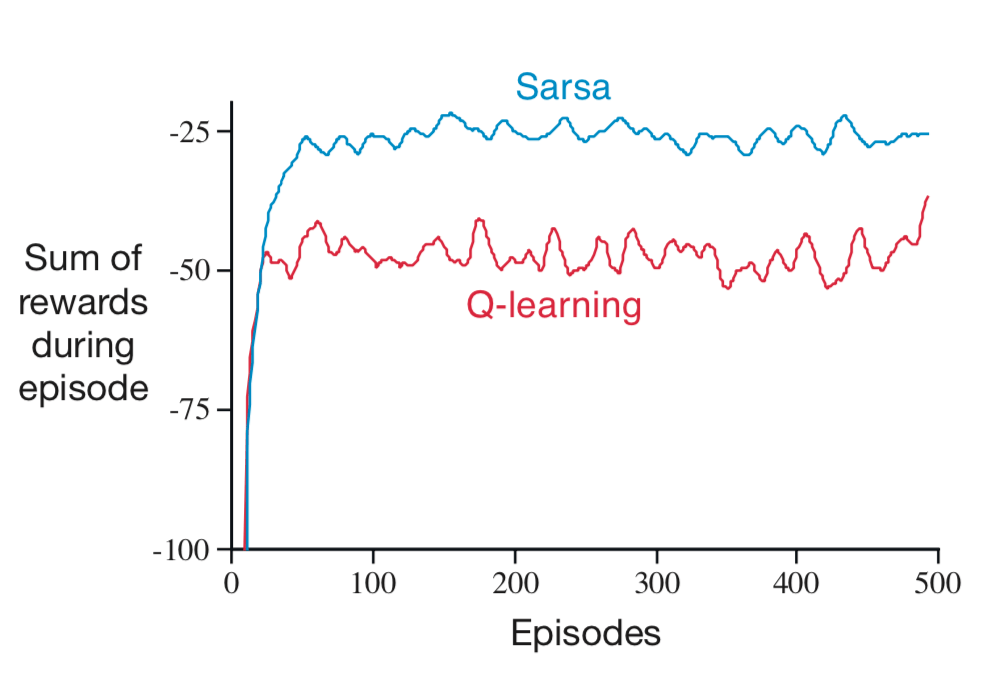 Sarsa
-25
Sum of
rewards
during
episode
-50
Q-learning
-75
-100
0 100 200 300 400 500
Episodes